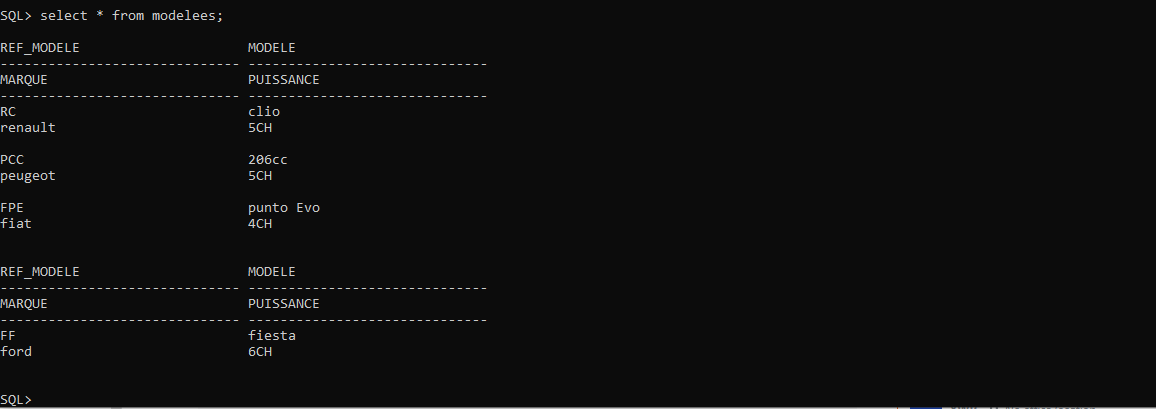 SQL> select * from modelees;
REF_MODELE                     MODELE
------------------------------ ------------------------------
MARQUE                         PUISSANCE
------------------------------ ------------------------------
RC                             clio
renault                        5CH
PCC                            206cc
peugeot                        5CH
FPE                            punto Evo
fiat                           4CH
REF_MODELE                     MODELE
------------------------------ ------------------------------
MARQUE                         PUISSANCE
------------------------------ ------------------------------
FF                             fiesta
ford                           6CH
SQL>